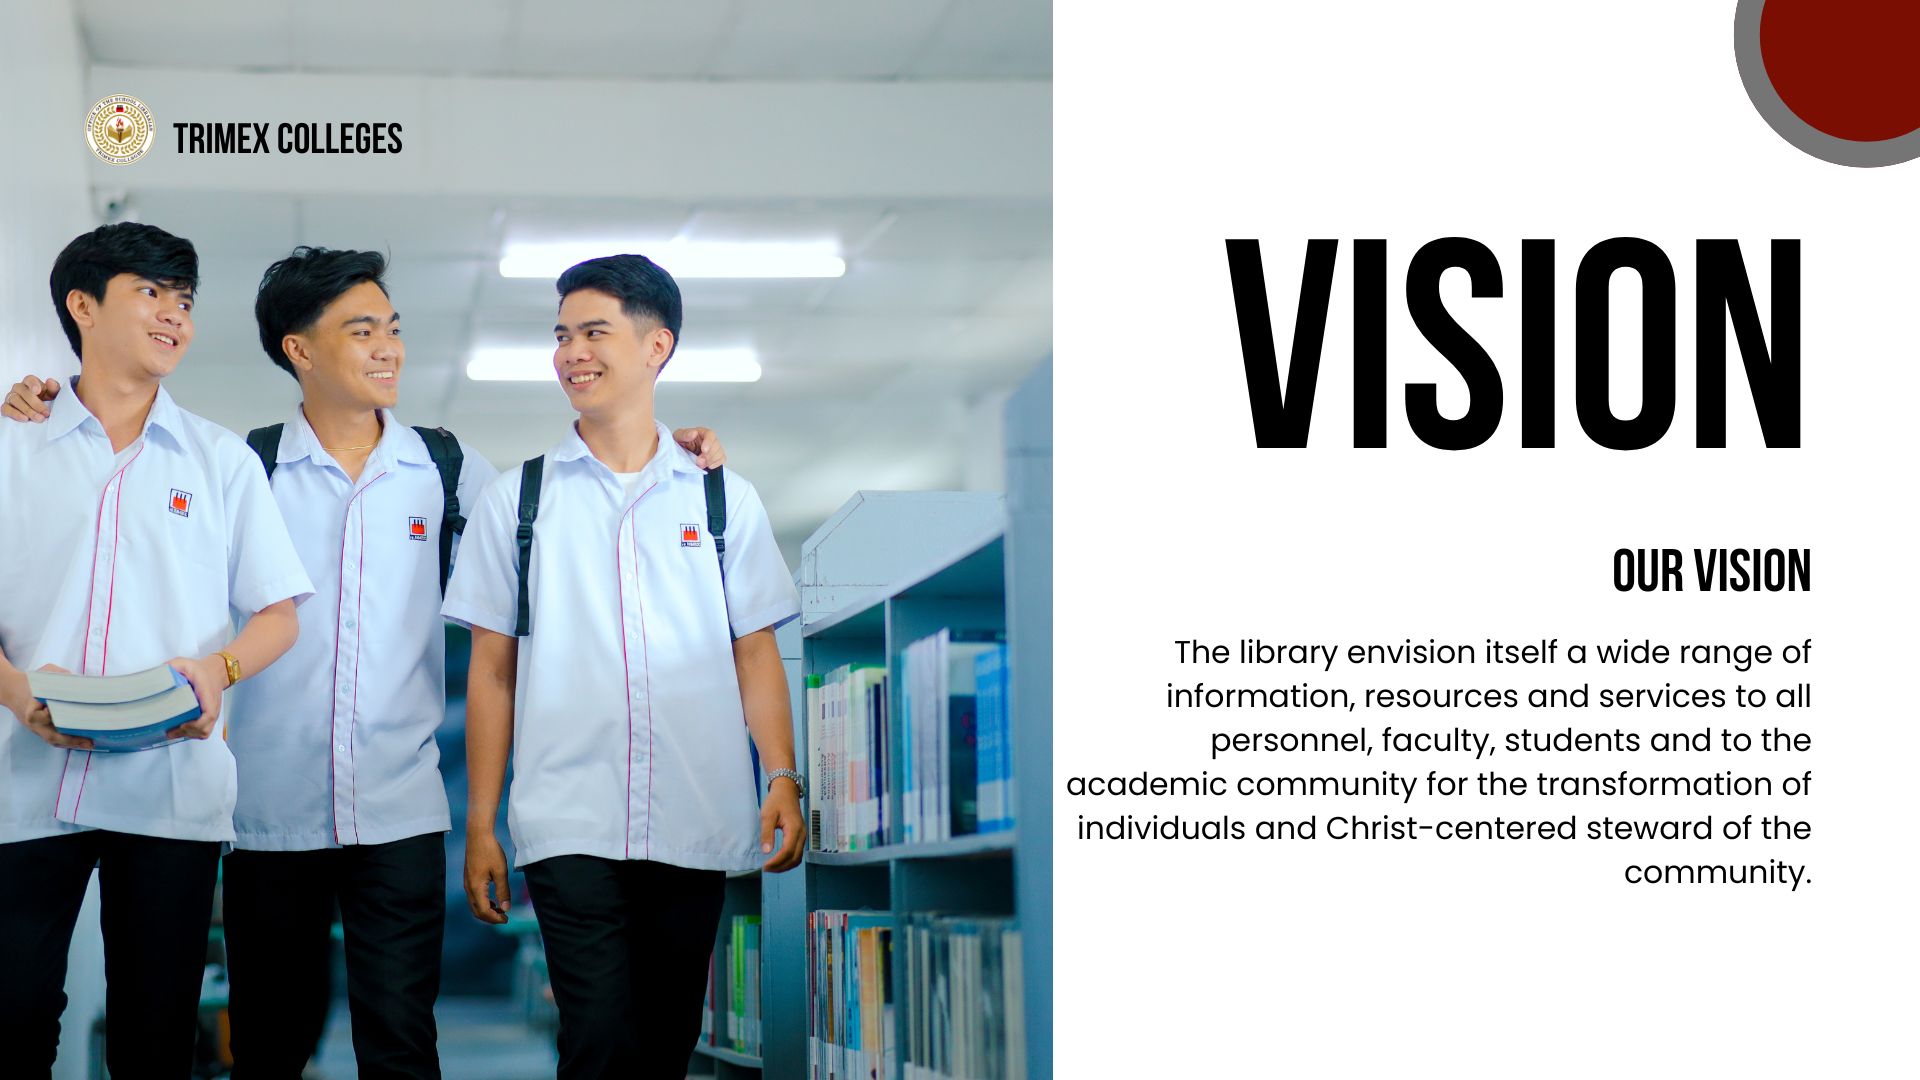 TRIMEX COLLEGES
VISION
OUR VISION
The library envision itself a wide range of
information, resources and services to all
personnel, faculty, students and to the
academic community for the transformation of
individuals and Christ-centered steward of the
community.